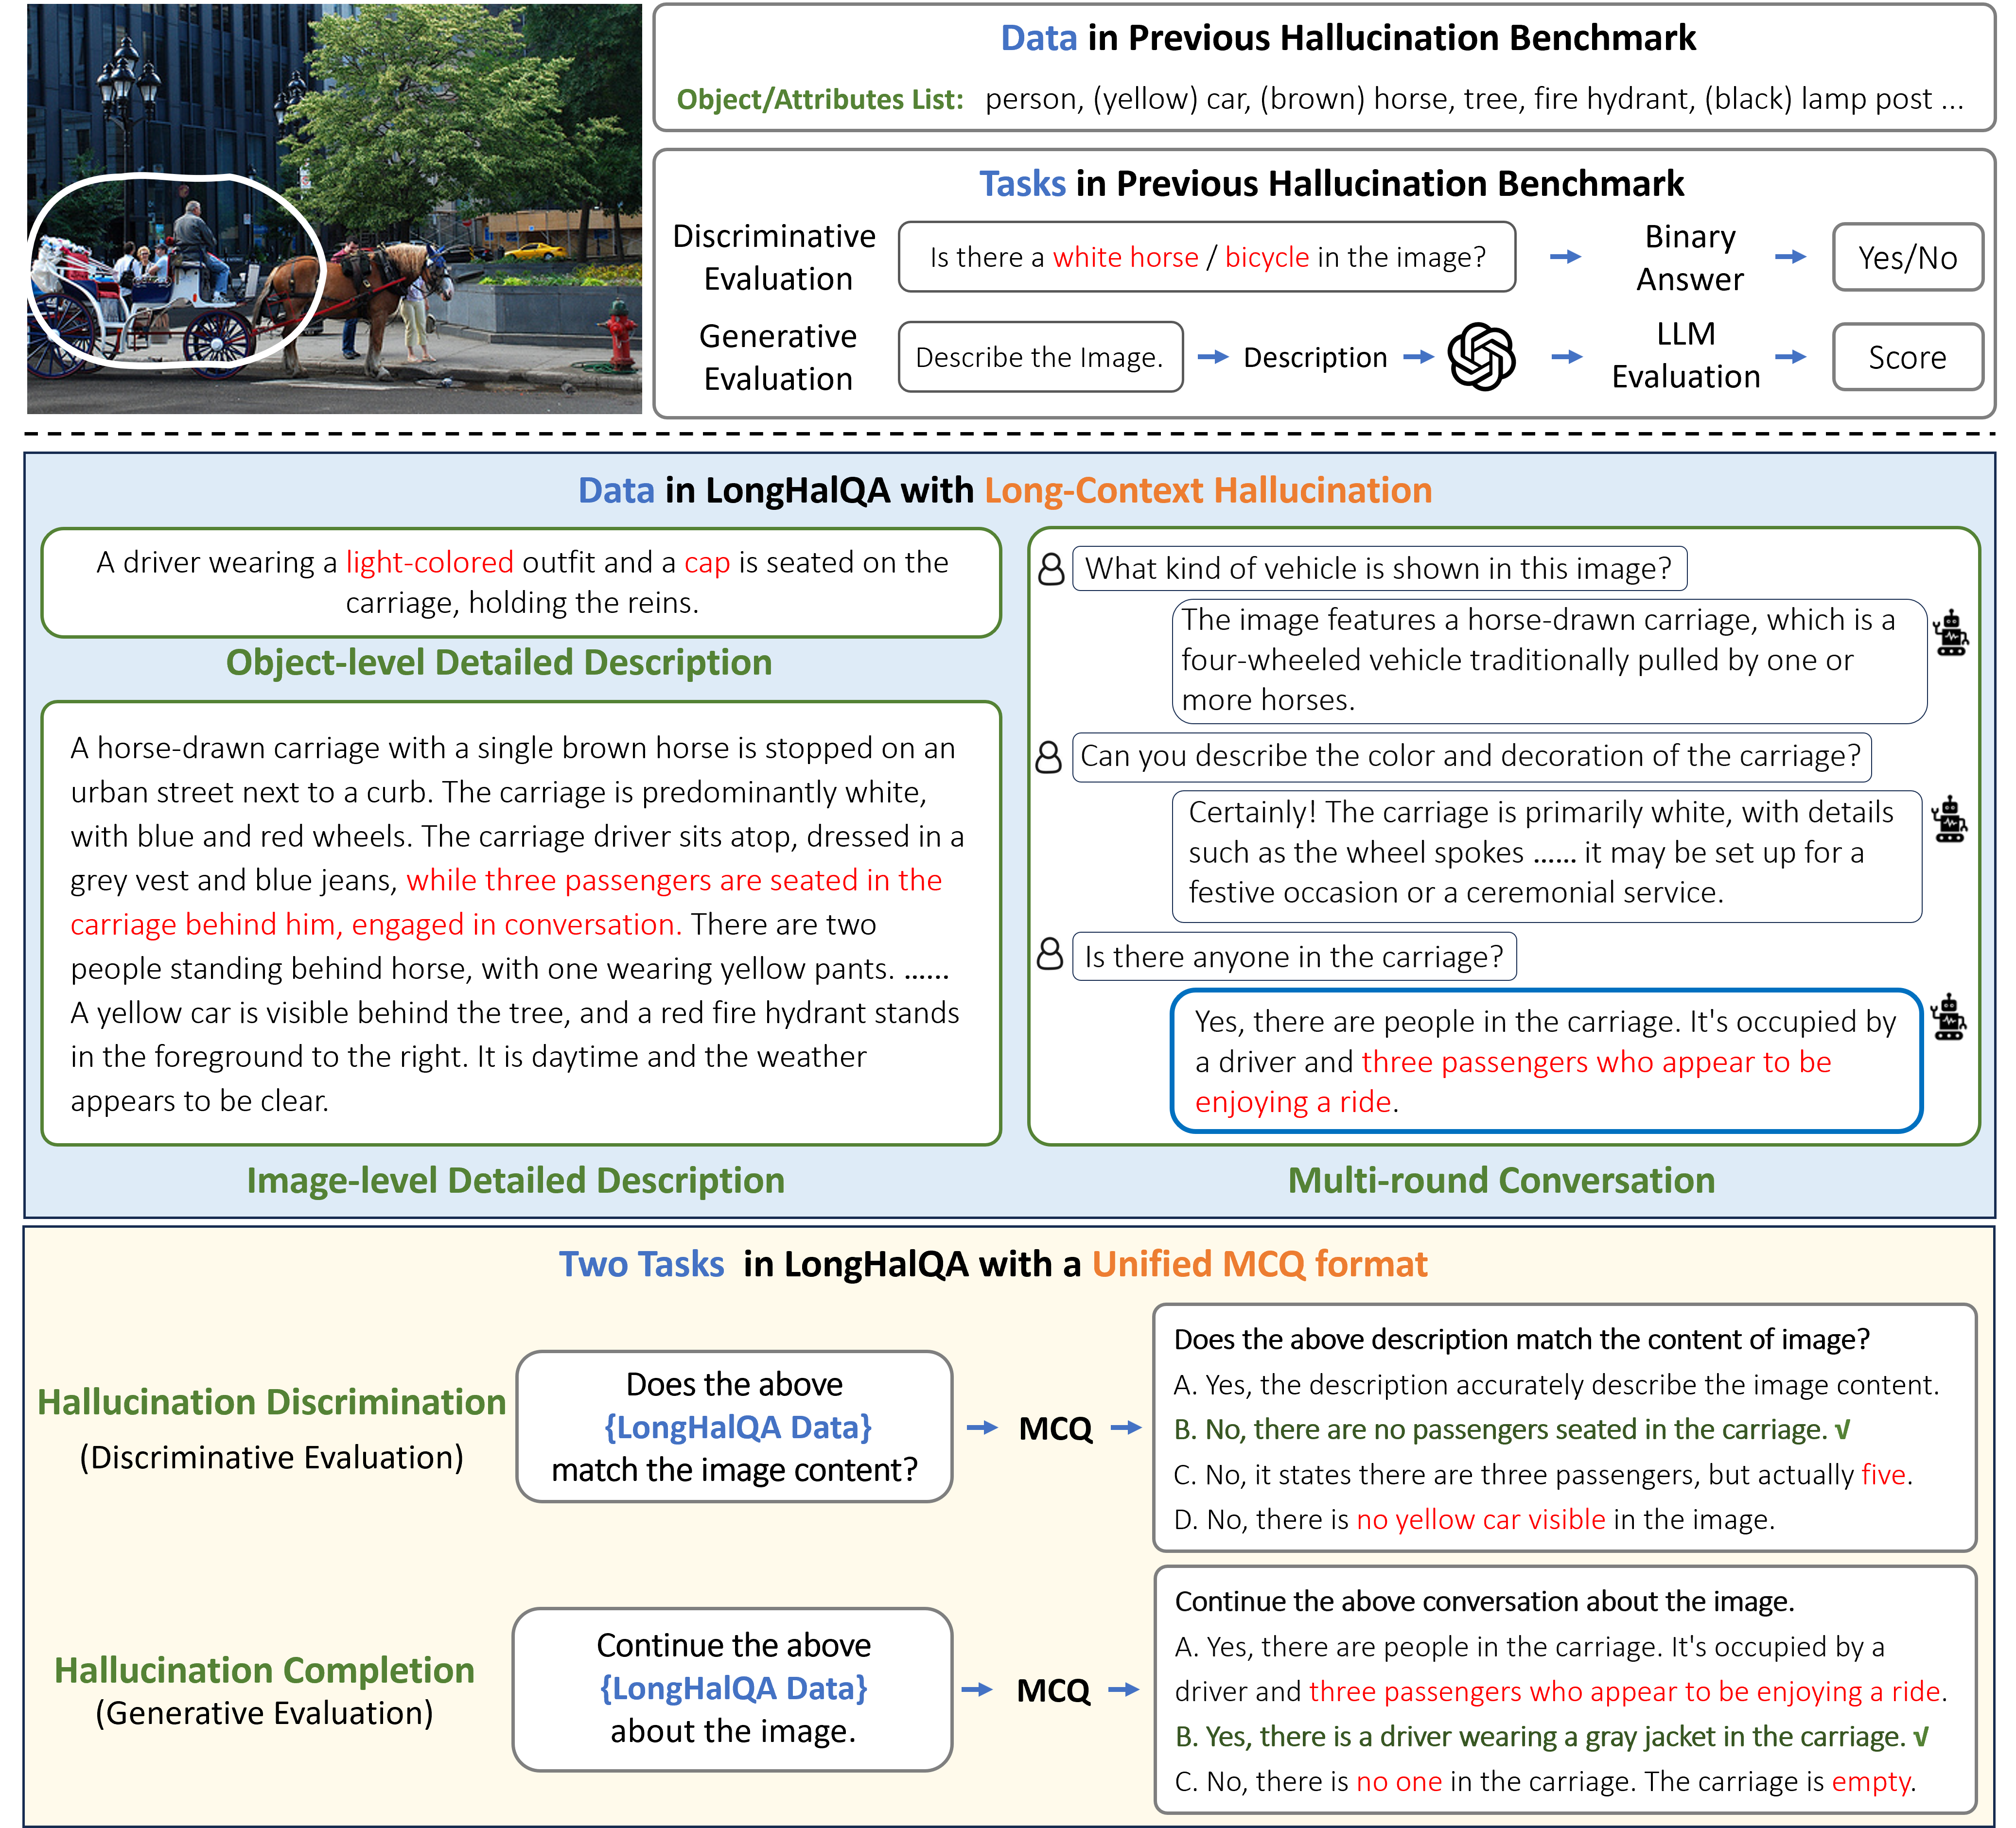 Data in Previous Hallucination Benchmark
Object/Attributes List: person, (yellow) car, (brown) horse, tree, fire hydrant, (black) lamp post ...
Tasks in Previous Hallucination Benchmark
Discriminative
Evaluation
Is there a white horse / bicycle in the image?
Binary
Answer
Yes/No
Generative
Evaluation
Describe the Image.
Description
LLM
Evaluation
Score
Data in LongHalQA with Long-Context Hallucination
A driver wearing a light-colored outfit and a cap is seated on the
carriage, holding the reins.
Object-level Detailed Description
A horse-drawn carriage with a single brown horse is stopped on an
urban street next to a curb. The carriage is predominantly white,
with blue and red wheels. The carriage driver sits atop, dressed in a
grey vest and blue jeans, while three passengers are seated in the
carriage behind him, engaged in conversation. There are two
people standing behind horse, with one wearing yellow pants. ......
A yellow car is visible behind the tree, and a red fire hydrant stands
in the foreground to the right. It is daytime and the weather
appears to be clear.
Image-level Detailed Description
What kind of vehicle is shown in this image?
The image features a horse-drawn carriage, which is a
four-wheeled vehicle traditionally pulled by one or
more horses.
Can you describe the color and decoration of the carriage?
Certainly! The carriage is primarily white, with details
such as the wheel spokes ...... it may be set up for a
festive occasion or a ceremonial service.
Is there anyone in the carriage?
Yes, there are people in the carriage. It's occupied by
a driver and three passengers who appear to be
enjoying a ride.
Multi-round Conversation
Two Tasks in LongHalQA with a Unified MCQ format
Hallucination Discrimination
(Discriminative Evaluation)
Does the above
{LongHalQA Data}
match the image content?
MCQ
Does the above description match the content of image?
A. Yes, the description accurately describe the image content.
B. No, there are no passengers seated in the carriage. √
C. No, it states there are three passengers, but actually five.
D. No, there is no yellow car visible in the image.
Hallucination Completion
(Generative Evaluation)
Continue the above
{LongHalQA Data}
about the image.
MCQ
Continue the above conversation about the image.
A. Yes, there are people in the carriage. It's occupied by a
driver and three passengers who appear to be enjoying a ride.
B. Yes, there is a driver wearing a gray jacket in the carriage. √
C. No, there is no one in the carriage. The carriage is empty.